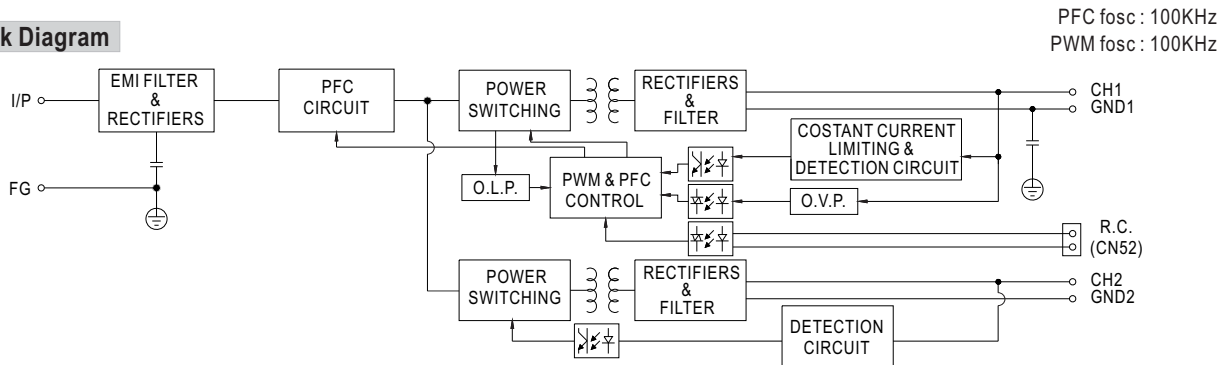 k Diagram
PFC fosc : 100KHz
PWM fosc : 100KHz
I/P
EMI FILTER
&
RECTIFIERS
PFC
CIRCUIT
POWER
SWITCHING
RECTIFIERS
&
FILTER
CH1
GND1
COSTANT CURRENT
LIMITING &
DETECTION CIRCUIT
FG
O.L.P.
PWM & PFC
CONTROL
O.V.P.
R.C.
(CN52)
POWER
SWITCHING
RECTIFIERS
&
FILTER
CH2
GND2
DETECTION
CIRCUIT